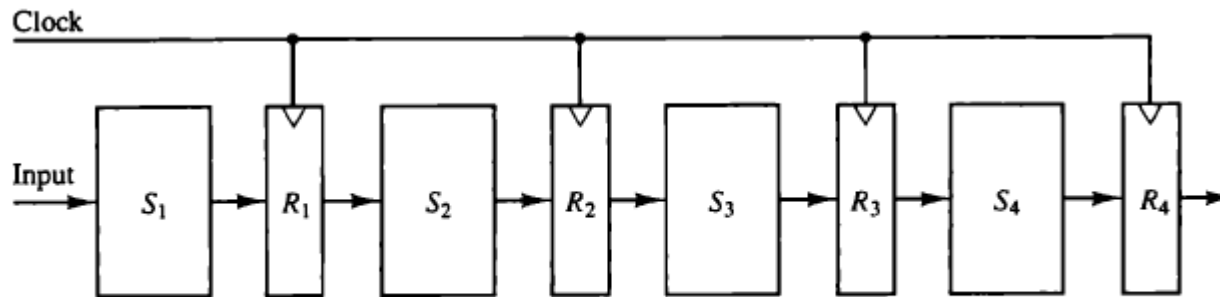 Clock
Input
S₁
R₁
S₂
R₂
S₃
R₃
S₄
R₄